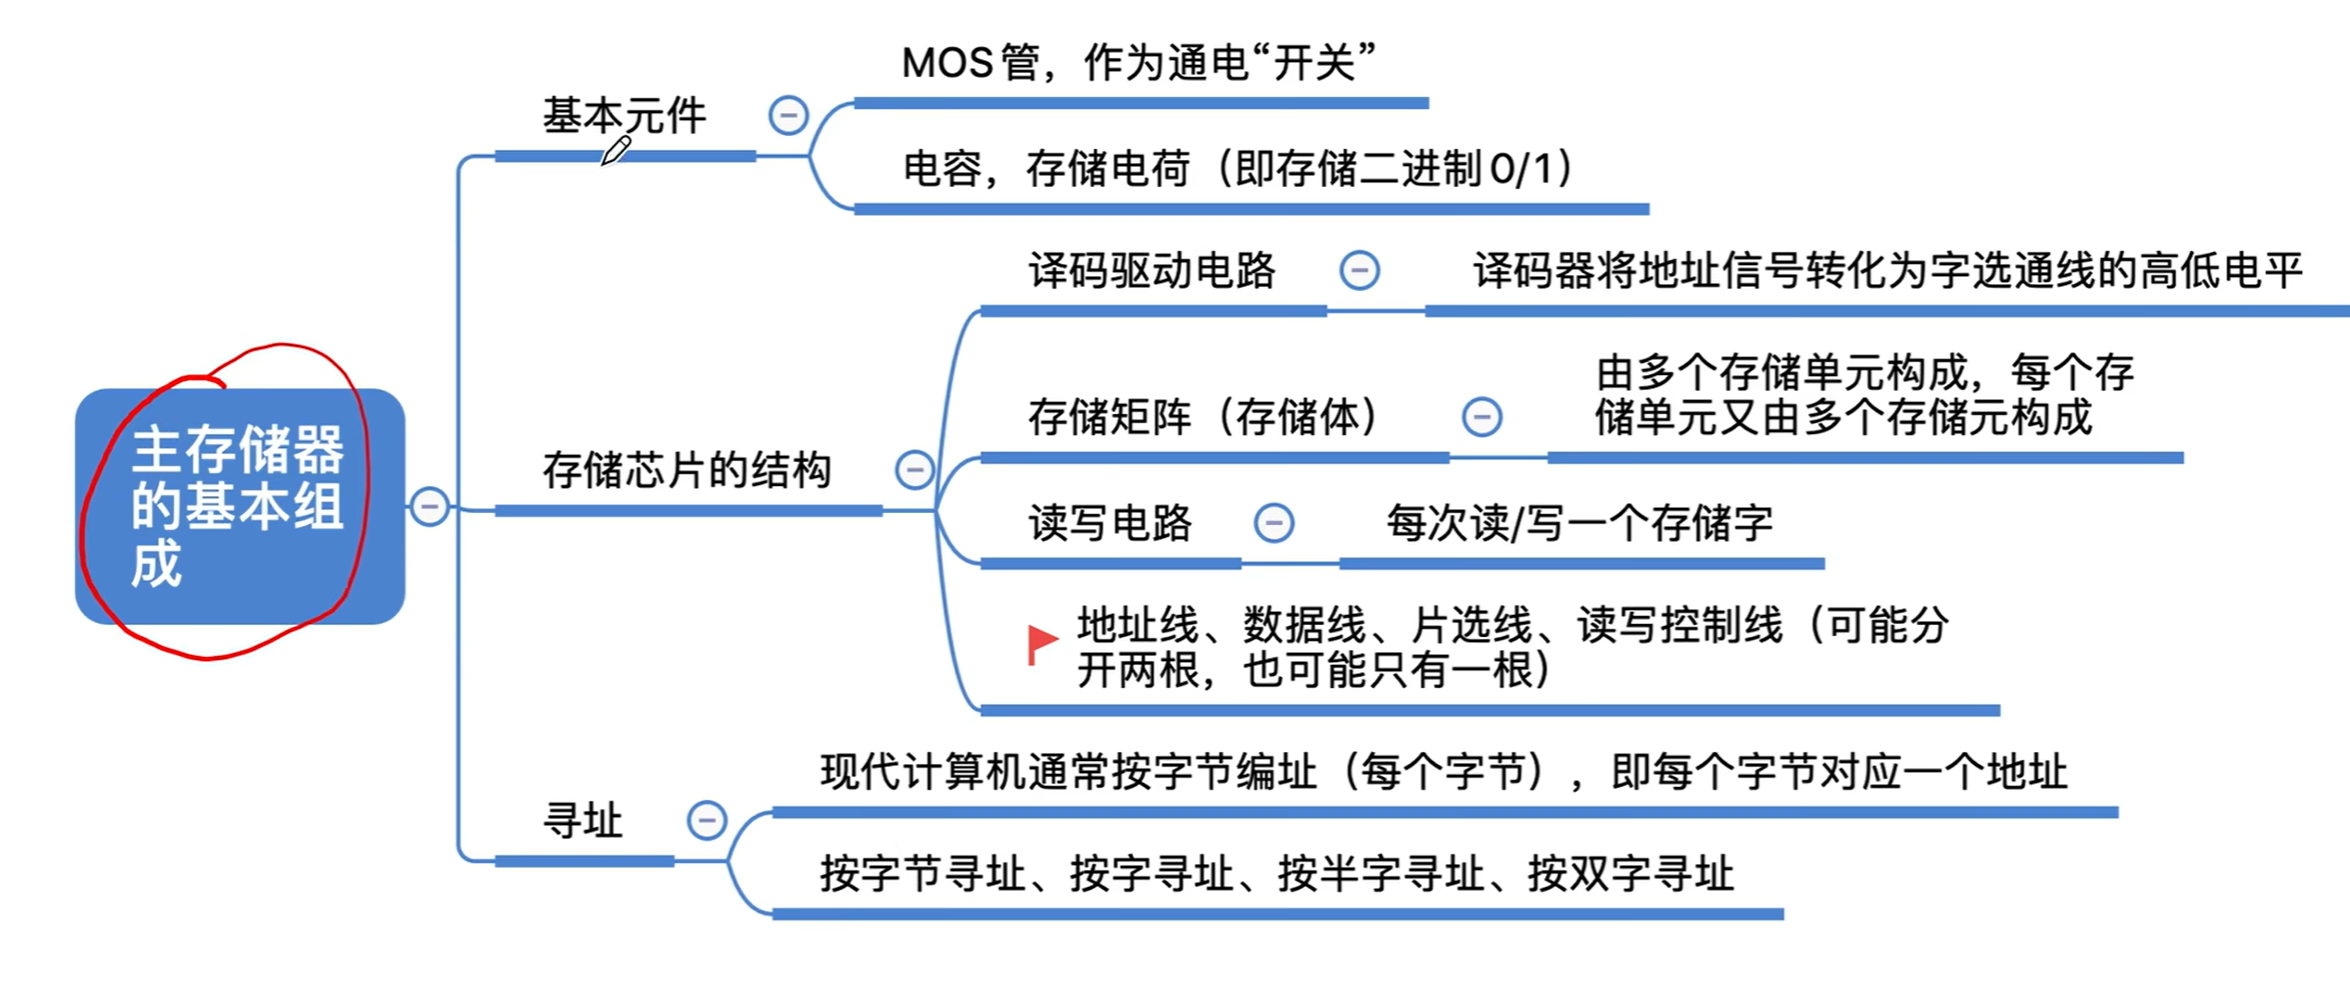 MOS管，作为通电“开关”
基本元件
电容，存储电荷（即存储二进制0/1）
译码驱动电路
译码器将地址信号转化为字选通线的高低电平
由多个存储单元构成，每个存
储单元又由多个存储元构成
存储矩阵（存储体）
主存储器
的基本组
成
存储芯片的结构
读写电路
每次读/写一个存储字
地址线、数据线、片选线、读写控制线（可能分
开两根，也可能只有一根）
现代计算机通常按字节编址（每个字节），即每个字节对应一个地址
寻址
按字节寻址、按字寻址、按半字寻址、按双字寻址